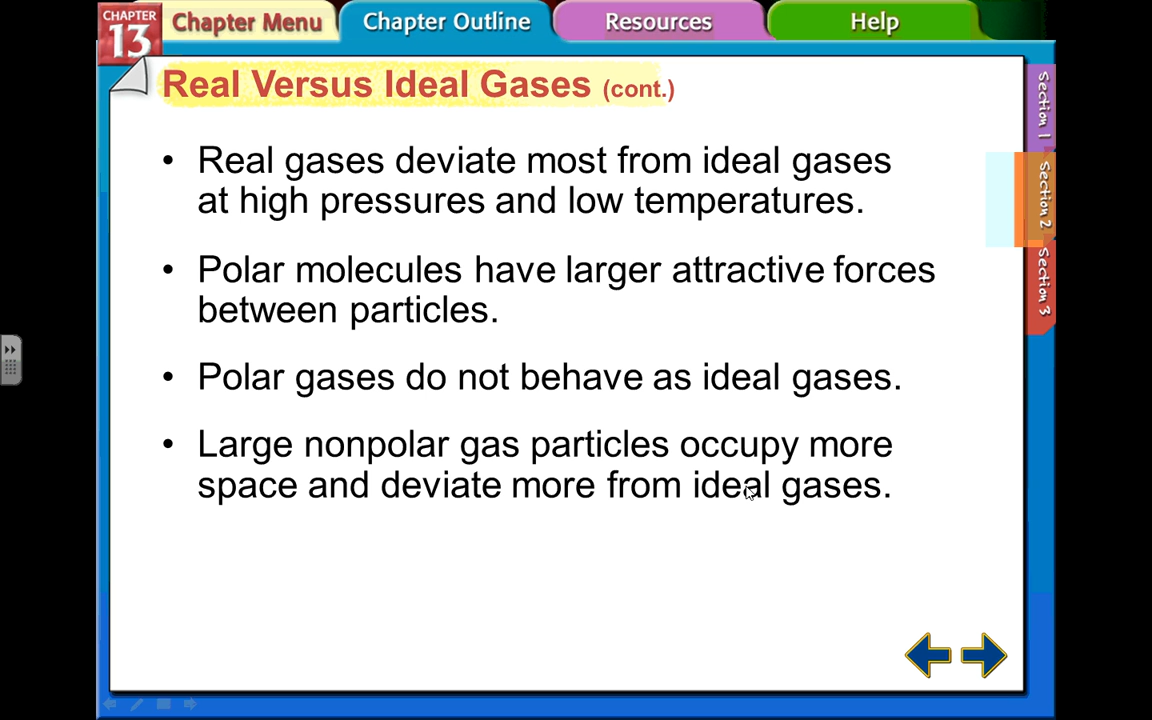 CHAPTER
13
Chapter Menu
Chapter Outline
Resources
Help
Real Versus Ideal Gases (cont.)
• Real gases deviate most from ideal gases
at high pressures and low temperatures.
• Polar molecules have larger attractive forces
between particles.
• Polar gases do not behave as ideal gases.
• Large nonpolar gas particles occupy more
space and deviate more from ideal gases.
Section 1
Section 2
Section 3